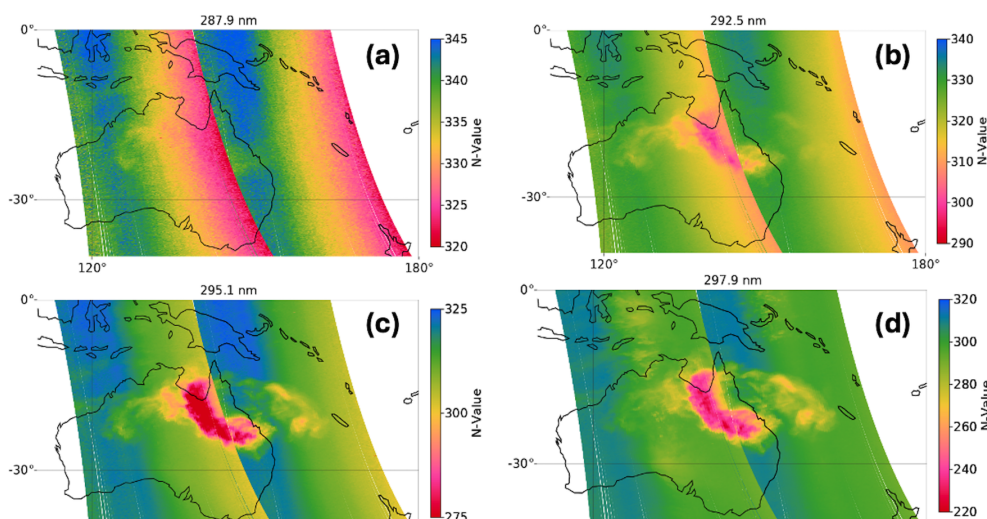 287.9 nm
0°
(a)
345
340
335
330
325
320
N-Value
-30°
120°
180°
292.5 nm
0°
(b)
340
330
320
310
300
290
N-Value
-30°
120°
180°
295.1 nm
0°
(c)
325
300
275
N-Value
-30°
297.9 nm
0°
(d)
320
300
280
260
240
220
N-Value
-30°